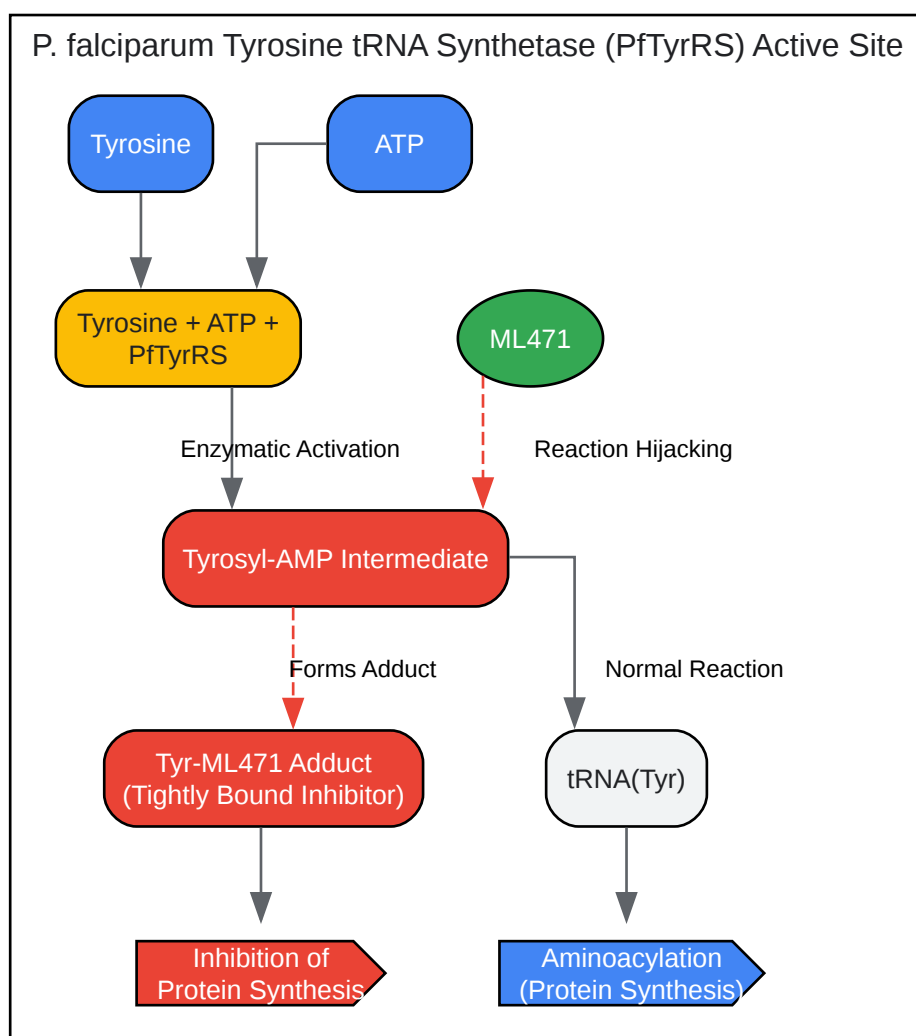 P. falciparum Tyrosine tRNA Synthetase (PfTyrRS) Active Site
Tyrosine
ATP
Tyrosine + ATP +
PfTyrRS
ML471
Enzymatic Activation
Reaction Hijacking
Tyrosyl-AMP Intermediate
Forms Adduct
Normal Reaction
Tyr-ML471 Adduct
(Tightly Bound Inhibitor)
tRNA(Tyr)
Inhibition of
Protein Synthesis
Aminoacylation
(Protein Synthesis)